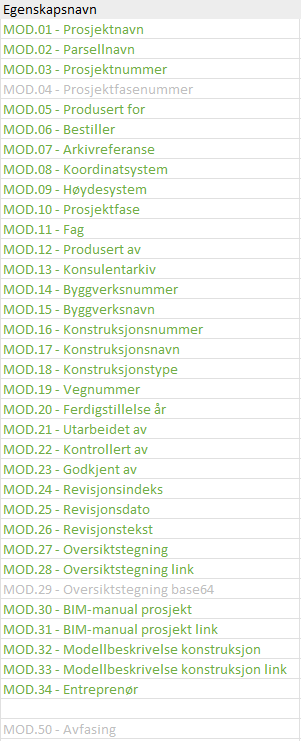 Egenskapsnavn
MOD.01 - Prosjektnavn
MOD.02 - Parsellnavn
MOD.03 - Prosjektnummer
MOD.04 - Prosjektfasenummer
MOD.05 - Produsert for
MOD.06 - Bestiller
MOD.07 - Arkivreferanse
MOD.08 - Koordinatsystem
MOD.09 - Høydesystem
MOD.10 - Prosjektfase
MOD.11 - Fag
MOD.12 - Produsert av
MOD.13 - Konsulentarkiv
MOD.14 - Byggverksnummer
MOD.15 - Byggverksnavn
MOD.16 - Konstruksjonsnummer
MOD.17 - Konstruksjonsnavn
MOD.18 - Konstruksjonstype
MOD.19 - Vegnummer
MOD.20 - Ferdigstillelse år
MOD.21 - Utarbeidet av
MOD.22 - Kontrollert av
MOD.23 - Godkjent av
MOD.24 - Revisjonsindeks
MOD.25 - Revisjonsdato
MOD.26 - Revisjonstekst
MOD.27 - Oversiktstegning
MOD.28 - Oversiktstegning link
MOD.29 - Oversiktstegning base64
MOD.30 - BIM-manual prosjekt
MOD.31 - BIM-manual prosjekt link
MOD.32 - Modellbeskrivelse konstruksjon
MOD.33 - Modellbeskrivelse konstruksjon link
MOD.34 - Entreprenør
MOD.50 - Avfasing